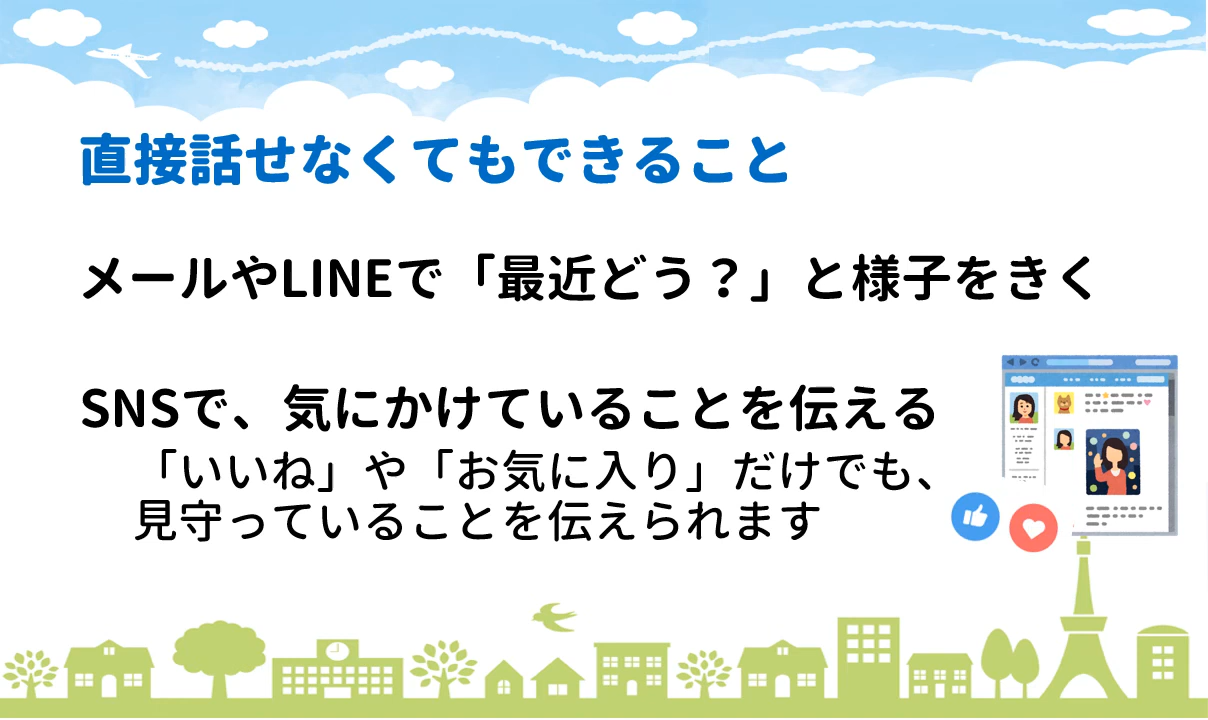 直接話せなくてもできること
メールやLINEで「最近どう？」と様子をきく
SNSで、気にかけていることを伝える
「いいね」や「お気に入り」だけでも、
見守っていることを伝えられます